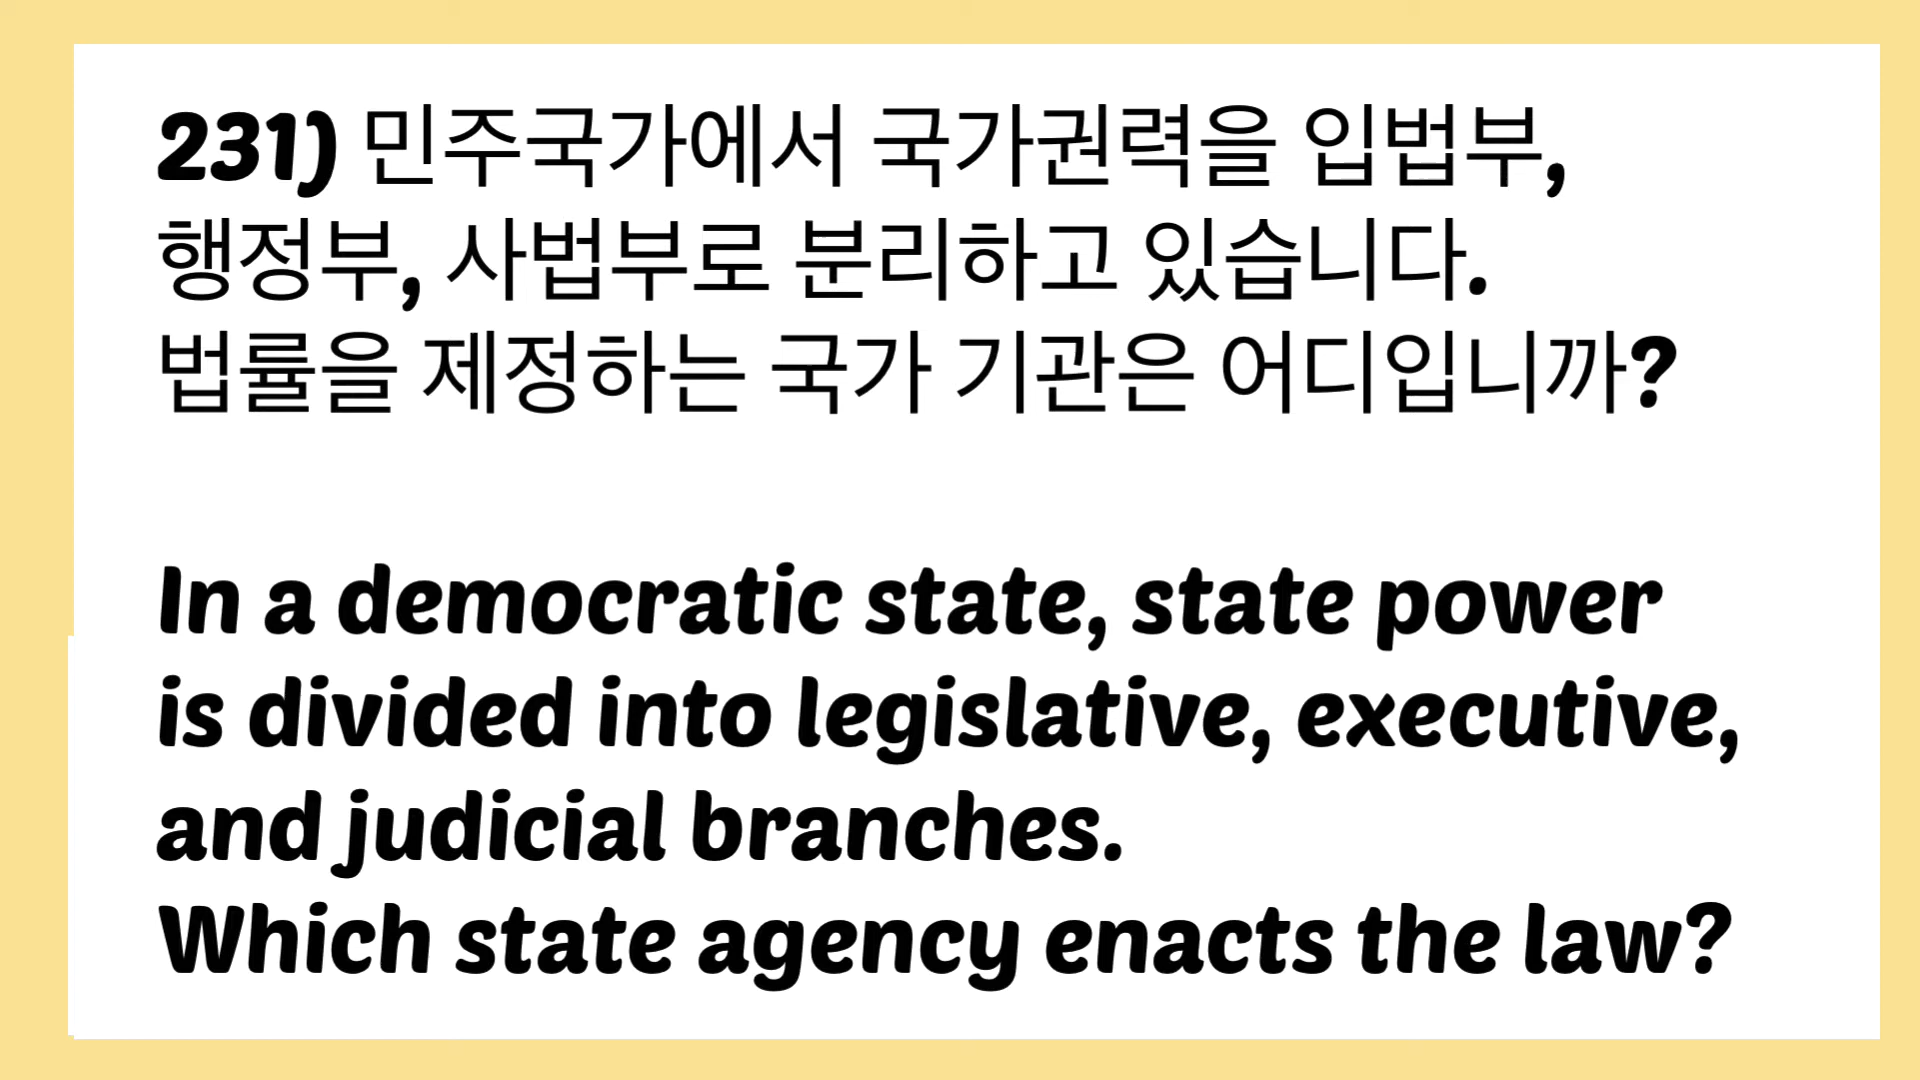 231) 민주국가에서 국가권력을 입법부,
행정부, 사법부로 분리하고 있습니다.
법률을 제정하는 국가 기관은 어디입니까?
In a democratic state, state power
is divided into legislative, executive,
and judicial branches.
Which state agency enacts the law?